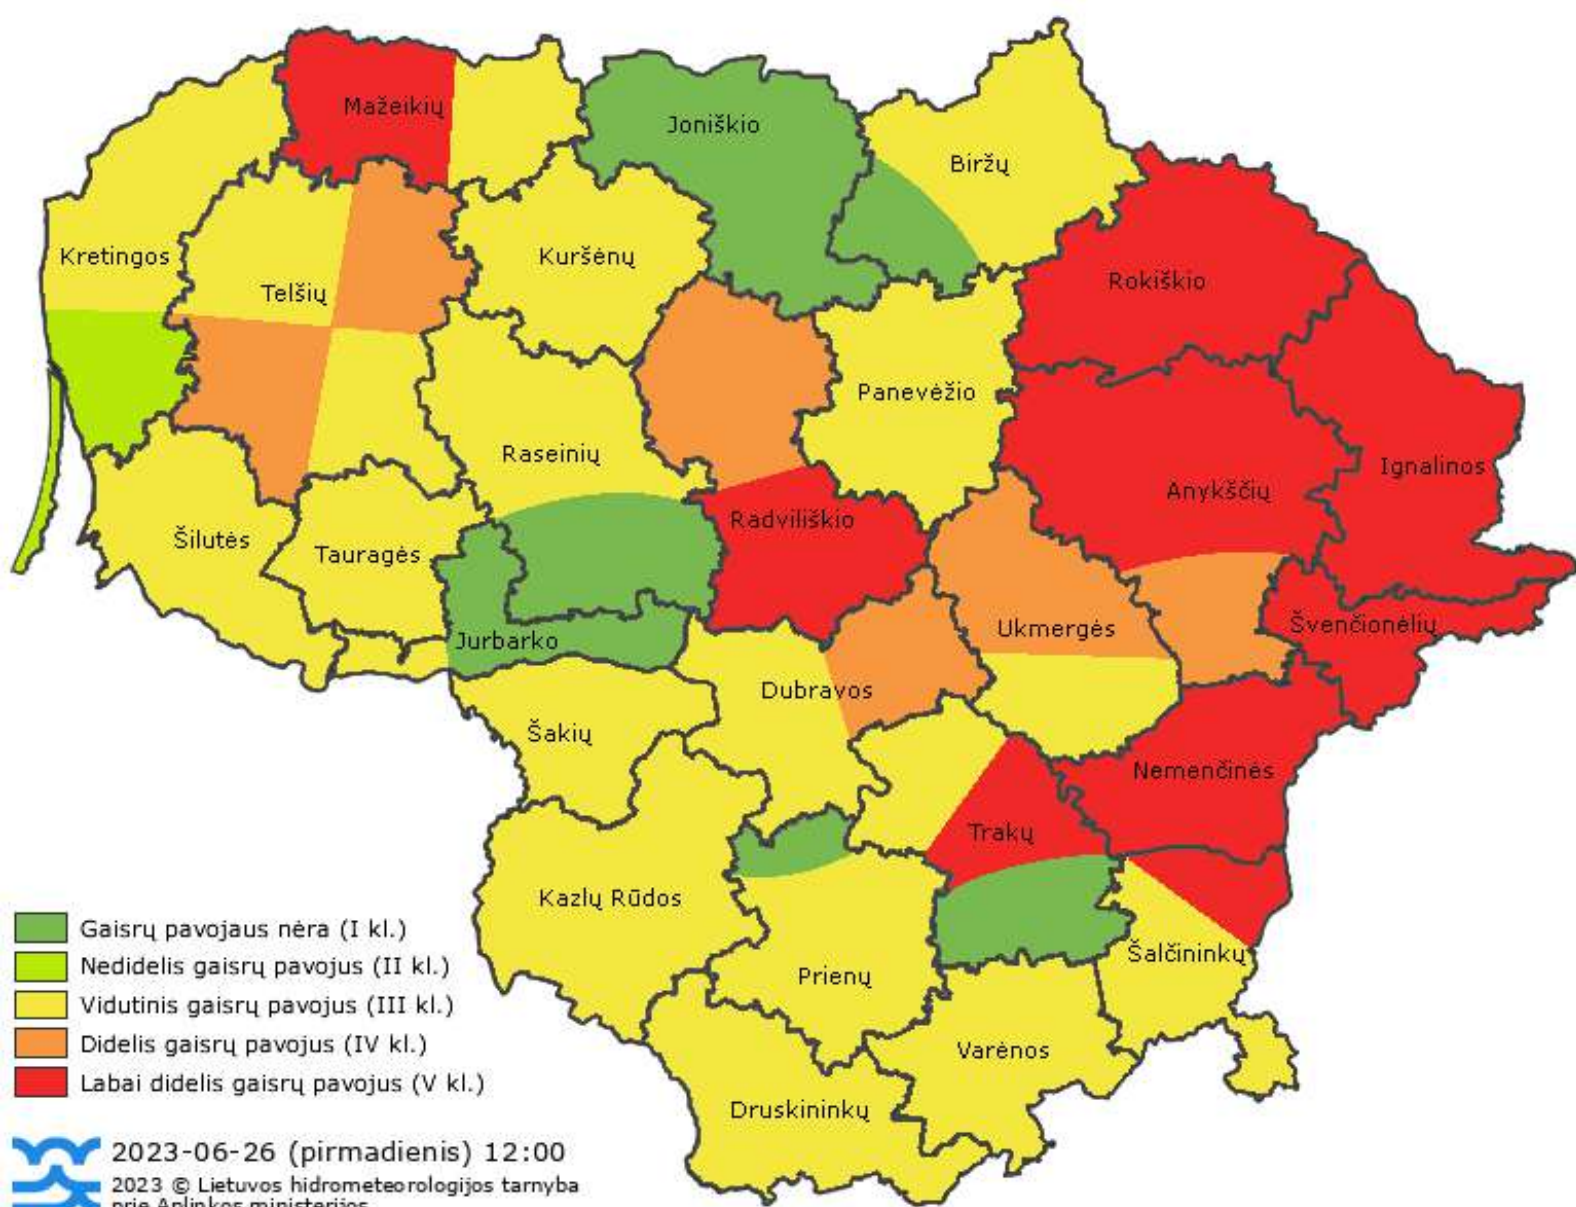 Mažeikių
Joniškio
Biržų
Kretingos
Telšių
Kuršėnų
Rokiškio
Panevėžio
Raseinių
Ignalinos
Anykščių
Radviliškio
Šilutės
Tauragės
Jurbarko
Ukmergės
Švenčionėlių
Dubravos
Šakių
Nemenčinės
Trakų
Kazlų Rūdos
Šalčininkų
Prienų
Varėnos
Druskininkų
Gaisrų pavojaus nėra (I kl.)
Nedidelis gaisrų pavojus (II kl.)
Vidutinis gaisrų pavojus (III kl.)
Didelis gaisrų pavojus (IV kl.)
Labai didelis gaisrų pavojus (V kl.)
2023-06-26 (pirmadienis) 12:00
2023 © Lietuvos hidrometeorologijos tarnyba
prie Aplinkos ministerijos